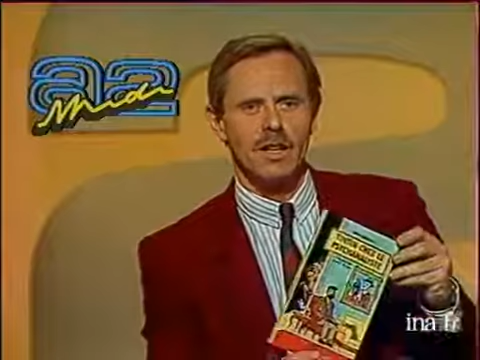 a2
Midi
TINTIN CHEZ LE
PSYCHANALYSTE
ina.fr